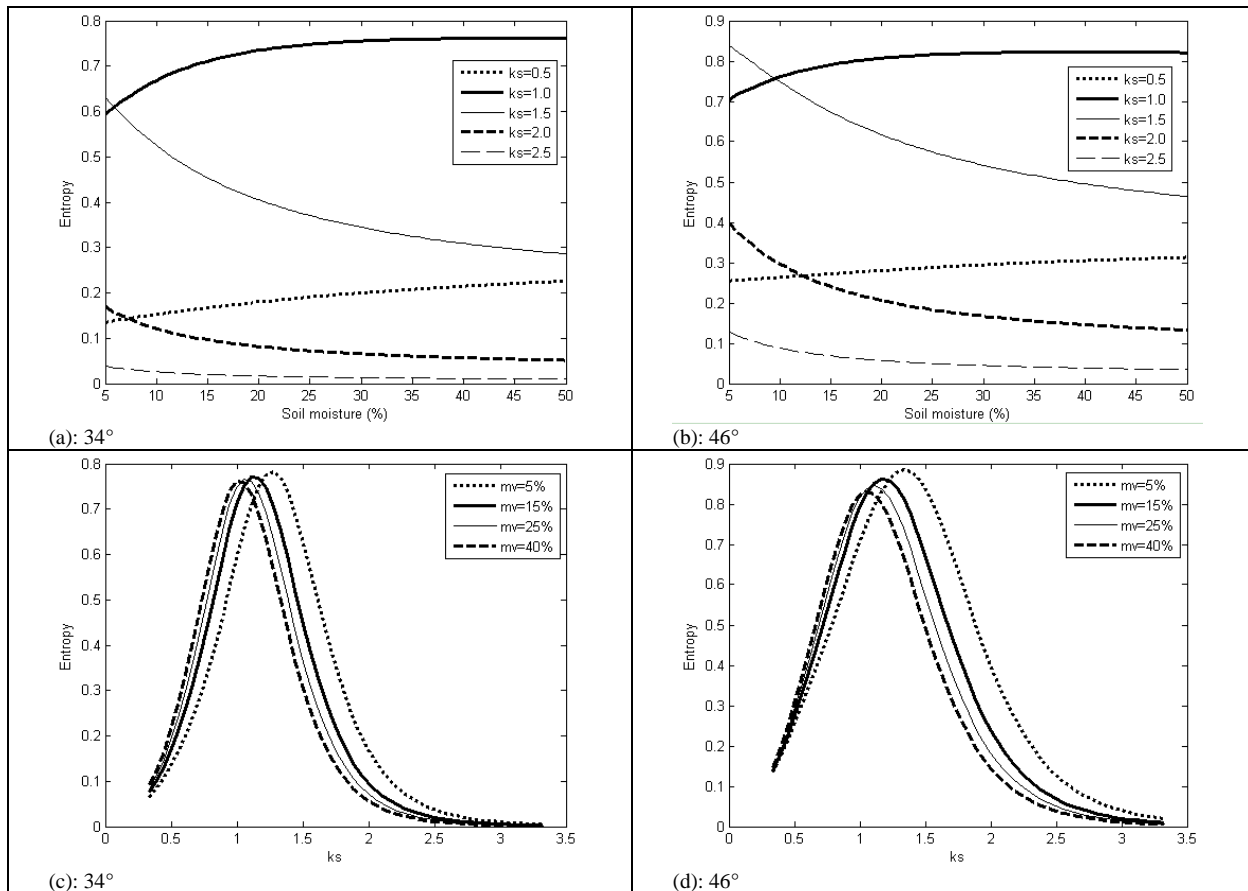 0.8
0.7
0.6
0.5
0.4
0.3
0.2
0.1
0
Entropy
5 10 15 20 25 30 35 40 45 50
Soil moisture (%)
ks=0.5
ks=1.0
ks=1.5
ks=2.0
ks=2.5
(a): 34°
0.9
0.8
0.7
0.6
0.5
0.4
0.3
0.2
0.1
0
Entropy
5 10 15 20 25 30 35 40 45 50
Soil moisture (%)
ks=0.5
ks=1.0
ks=1.5
ks=2.0
ks=2.5
(b): 46°
0.8
0.7
0.6
0.5
0.4
0.3
0.2
0.1
0
Entropy
0 0.5 1 1.5 2 2.5 3 3.5
ks
mv=5%
mv=15%
mv=25%
mv=40%
(c): 34°
0.9
0.8
0.7
0.6
0.5
0.4
0.3
0.2
0.1
0
Entropy
0 0.5 1 1.5 2 2.5 3 3.5
ks
mv=5%
mv=15%
mv=25%
mv=40%
(d): 46°